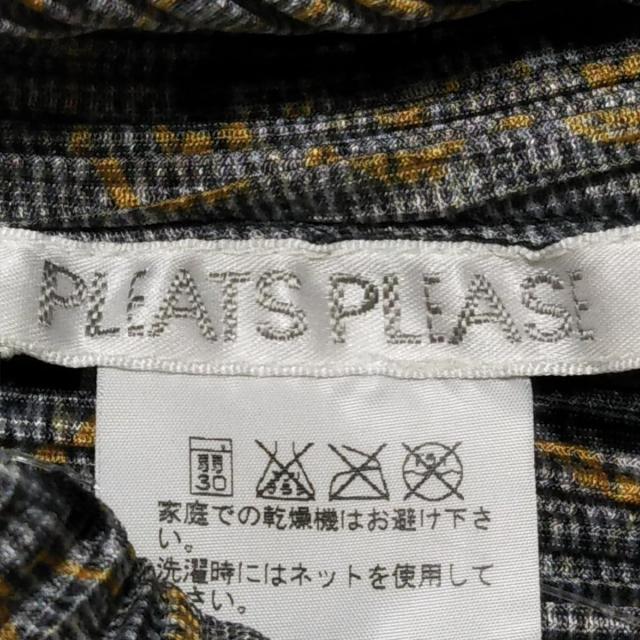 PLEATS PLEASE
弱 30
家庭での乾燥機はお避け下さ
い。
洗濯時にはネットを使用して
ださい。